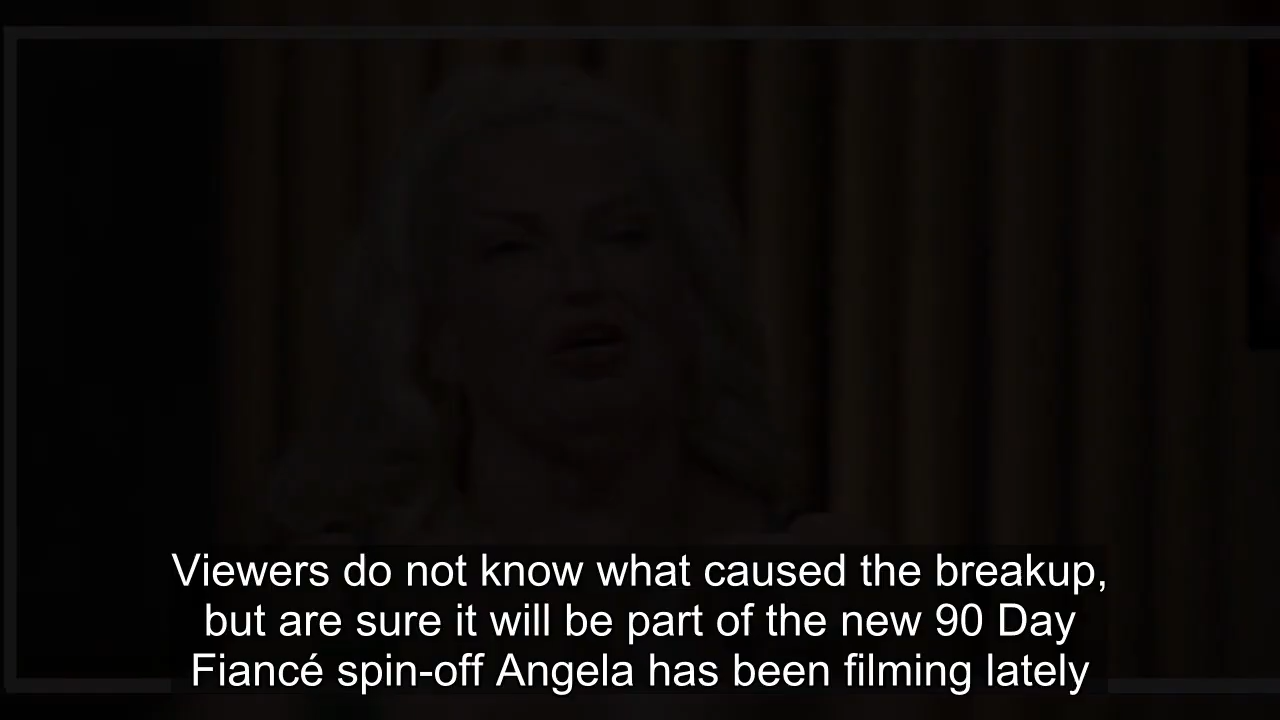 Viewers do not know what caused the breakup,
but are sure it will be part of the new 90 Day
Fiancé spin-off Angela has been filming lately